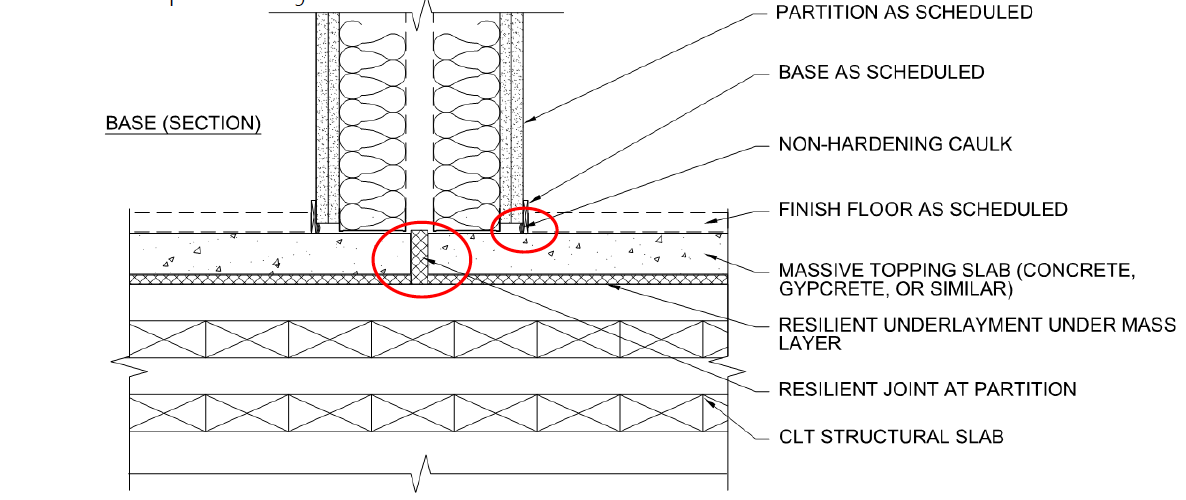 PARTITION AS SCHEDULED
BASE AS SCHEDULED
BASE (SECTION)
NON-HARDENING CAULK
FINISH FLOOR AS SCHEDULED
MASSIVE TOPPING SLAB (CONCRETE,
GYPCRETE, OR SIMILAR)
RESILIENT UNDERLAYMENT UNDER MASS
LAYER
RESILIENT JOINT AT PARTITION
CLT STRUCTURAL SLAB